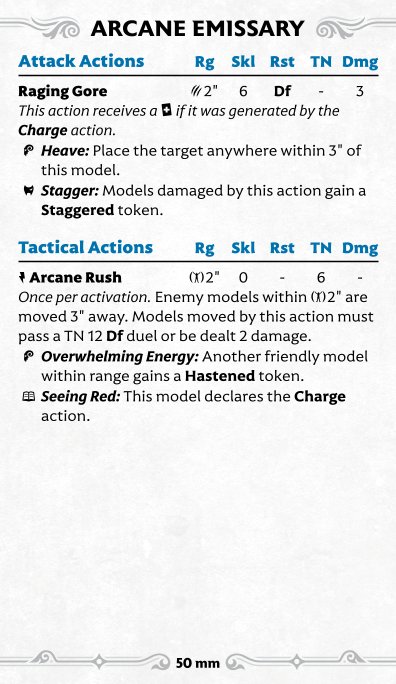 ARCANE EMISSARY
Attack Actions Rg Skl Rst TN Dmg
Raging Gore 2" 6 Df - 3
This action receives a if it was generated by the
Charge action.
Heave: Place the target anywhere within 3" of
this model.
Stagger: Models damaged by this action gain a
Staggered token.
Tactical Actions Rg Skl Rst TN Dmg
Arcane Rush 2" 0 - 6 -
Once per activation. Enemy models within 2" are
moved 3" away. Models moved by this action must
pass a TN 12 Df duel or be dealt 2 damage.
Overwhelming Energy: Another friendly model
within range gains a Hastened token.
Seeing Red: This model declares the Charge
action.
50 mm